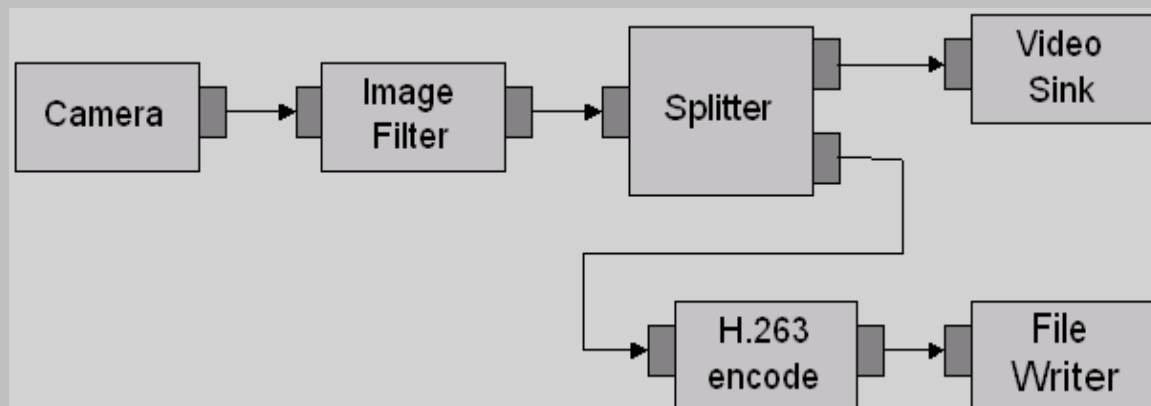 Camera
Image
Filter
Splitter
Video
Sink
H.263
encode
File
Writer